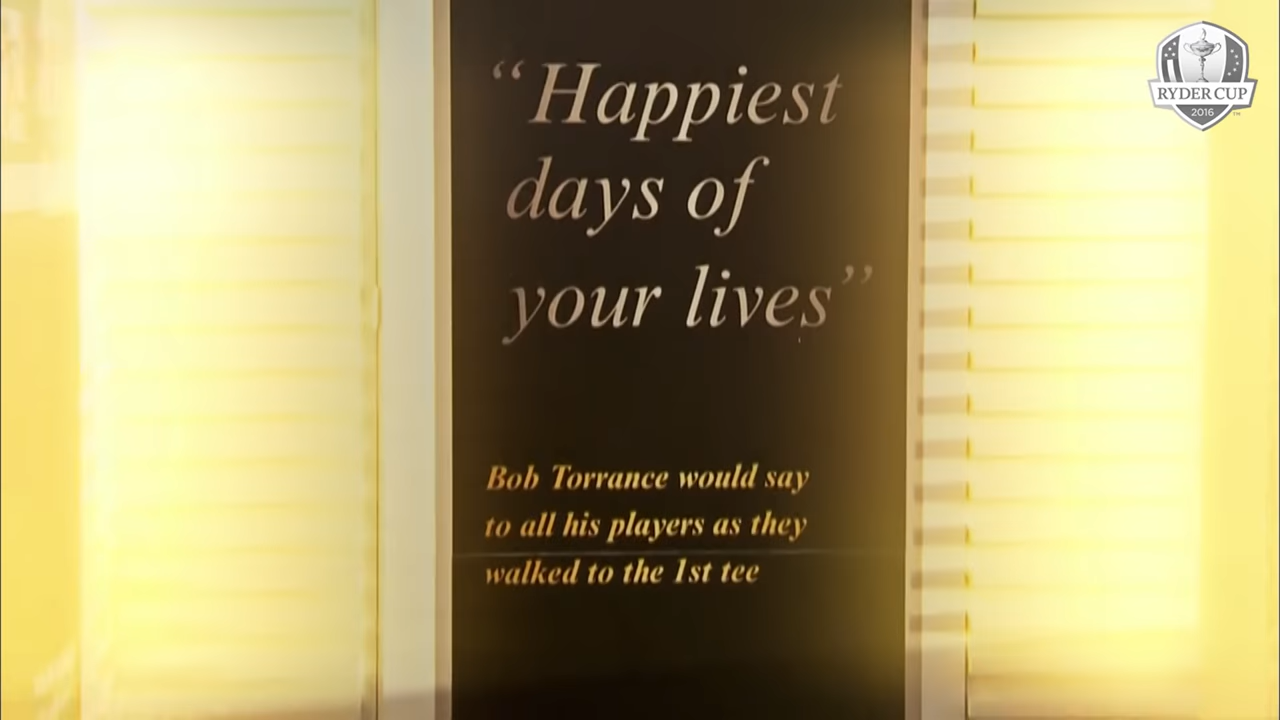 RYDER CUP
2016
TM
“Happiest
days of
your lives”
Bob Torrance would say
to all his players as they
walked to the 1st tee